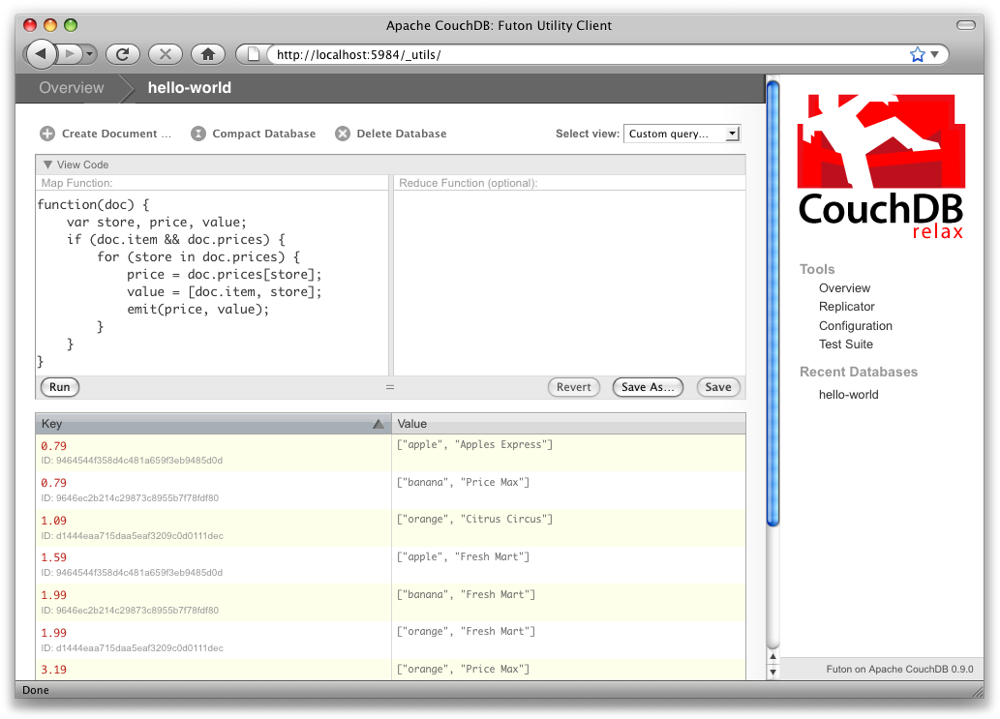 Apache CouchDB: Futon Utility Client
http://localhost:5984/_utils/
Overview hello-world
Create Document ... Compact Database Delete Database Select view: Custom query...
View Code
Map Function: Reduce Function (optional):
function(doc) {
    var store, price, value;
    if (doc.item && doc.prices) {
        for (store in doc.prices) {
            price = doc.prices[store];
            value = [doc.item, store];
            emit(price, value);
        }
    }
}
Run = Revert Save As... Save
Key Value
0.79 ["apple", "Apples Express"]
ID: 9464544f358d4c481a659f3eb9485d0d
0.79 ["banana", "Price Max"]
ID: 9646ec2b214c29873c8955b7f78fdf80
1.09 ["orange", "Citrus Circus"]
ID: d1444eaa715daa5eaf3209c0d0111dec
1.59 ["apple", "Fresh Mart"]
ID: 9464544f358d4c481a659f3eb9485d0d
1.99 ["banana", "Fresh Mart"]
ID: 9646ec2b214c29873c8955b7f78fdf80
1.99 ["orange", "Fresh Mart"]
ID: d1444eaa715daa5eaf3209c0d0111dec
3.19 ["orange", "Price Max"]
CouchDB
relax
Tools
Overview
Replicator
Configuration
Test Suite
Recent Databases
hello-world
Futon on Apache CouchDB 0.9.0
Done